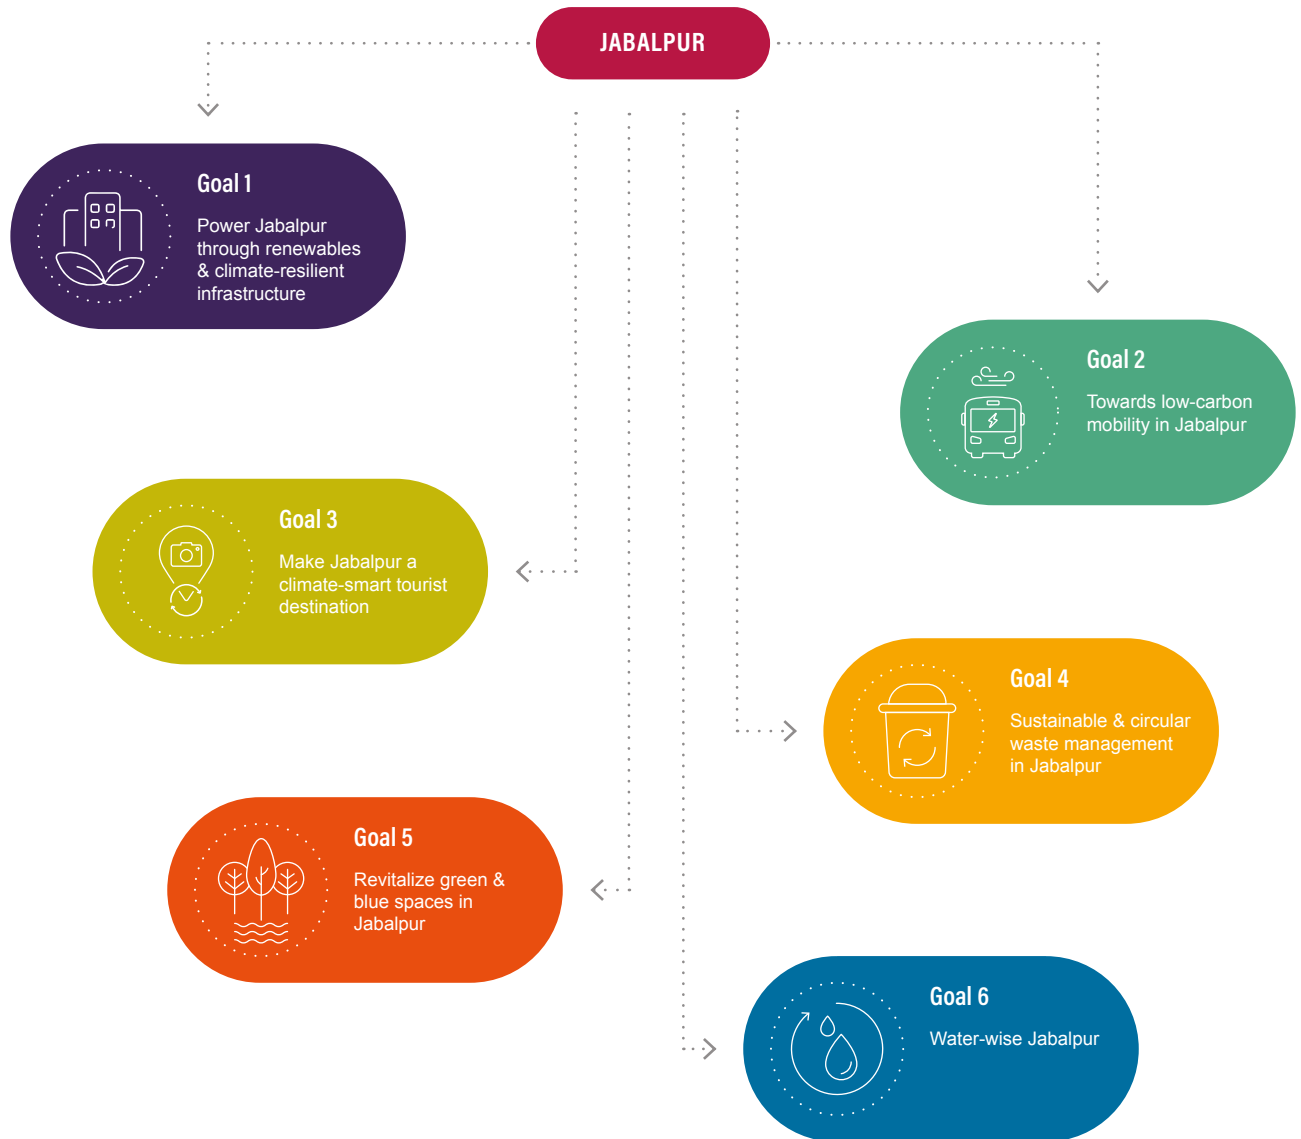 JABALPUR
Goal 1
Power Jabalpur
through renewables
& climate-resilient
infrastructure
Goal 2
Towards low-carbon
mobility in Jabalpur
Goal 3
Make Jabalpur a
climate-smart tourist
destination
Goal 4
Sustainable & circular
waste management
in Jabalpur
Goal 5
Revitalize green &
blue spaces in
Jabalpur
Goal 6
Water-wise Jabalpur